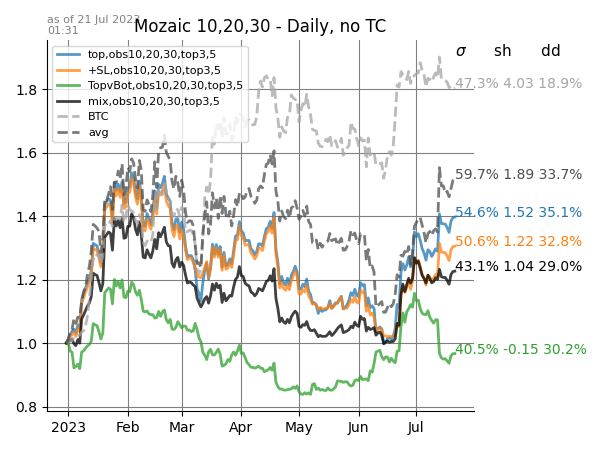 as of 21 Jul 2023
01:31
Mozaic 10,20,30 - Daily, no TC
σ sh dd
top,obs10,20,30,top3,5
+SL,obs10,20,30,top3,5
TopvBot,obs10,20,30,top3,5
mix,obs10,20,30,top3,5
BTC
avg
47.3% 4.03 18.9%
59.7% 1.89 33.7%
54.6% 1.52 35.1%
50.6% 1.22 32.8%
43.1% 1.04 29.0%
40.5% -0.15 30.2%
1.8
1.6
1.4
1.2
1.0
0.8
2023 Feb Mar Apr May Jun Jul